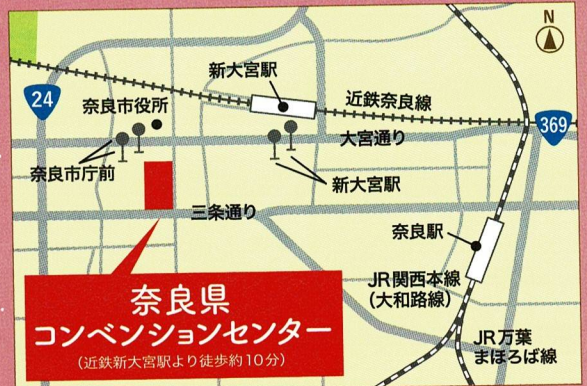 N
新大宮駅
24
奈良市役所
近鉄奈良線
369
大宮通り
奈良市庁前
新大宮駅
三条通り
奈良駅
JR関西本線
(大和路線)
奈良県
コンベンションセンター
(近鉄新大宮駅より徒歩約10分)
JR万葉
まほろば線